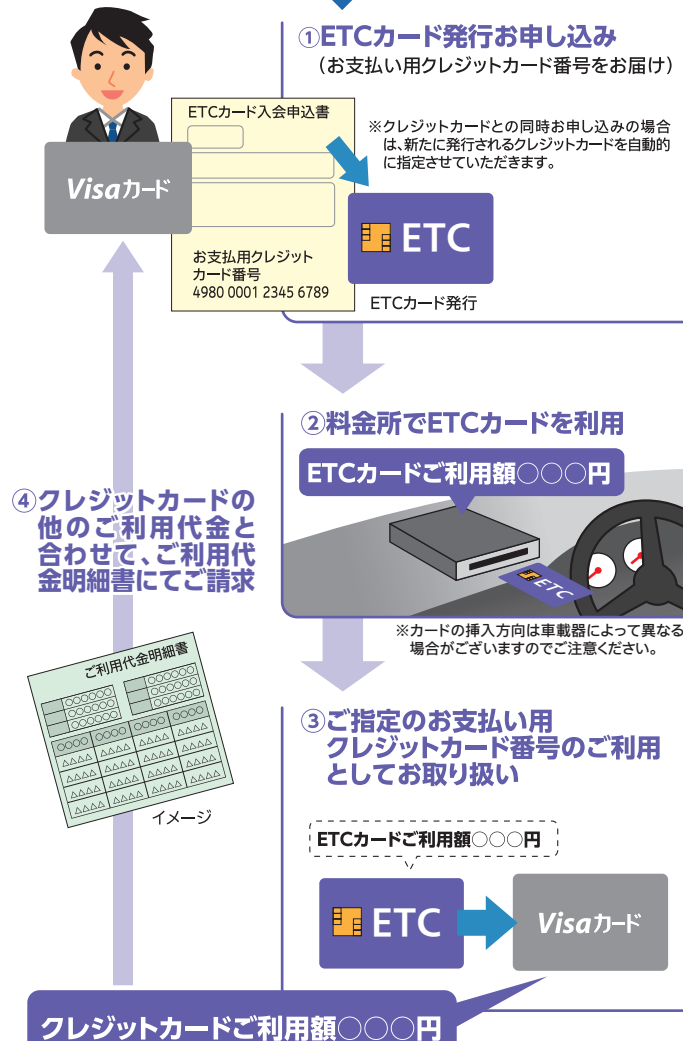 ①ETCカード発行お申し込み
（お支払い用クレジットカード番号をお届け）
※クレジットカードとの同時お申し込みの場合
は、新たに発行されるクレジットカードを自動的
に指定させていただきます。
ETCカード入会申込書
Visaカード
お支払用クレジット
カード番号
4980 0001 2345 6789
ETC
ETCカード発行
②料金所でETCカードを利用
ETCカードご利用額○○○円
ETC
※カードの挿入方向は車載器によって異なる
場合がございますのでご注意ください。
③ご指定のお支払い用
クレジットカード番号のご利用
としてお取り扱い
ETCカードご利用額○○○円
ETC
Visaカード
④クレジットカードの
他のご利用代金と
合わせて、ご利用代
金明細書にてご請求
ご利用代金明細書
○○○○○ ○○○○○
○○○○○ ○○○○○
○○○○○ ○○○○○
○○○○ ○○○○ ○○○○ ○○○○
△△△△ △△△△ △△△△ △△△△
△△△△ △△△△ △△△△ △△△△
△△△△ △△△△ △△△△ △△△△
△△△△ △△△△ △△△△ △△△△
イメージ
クレジットカードご利用額○○○円